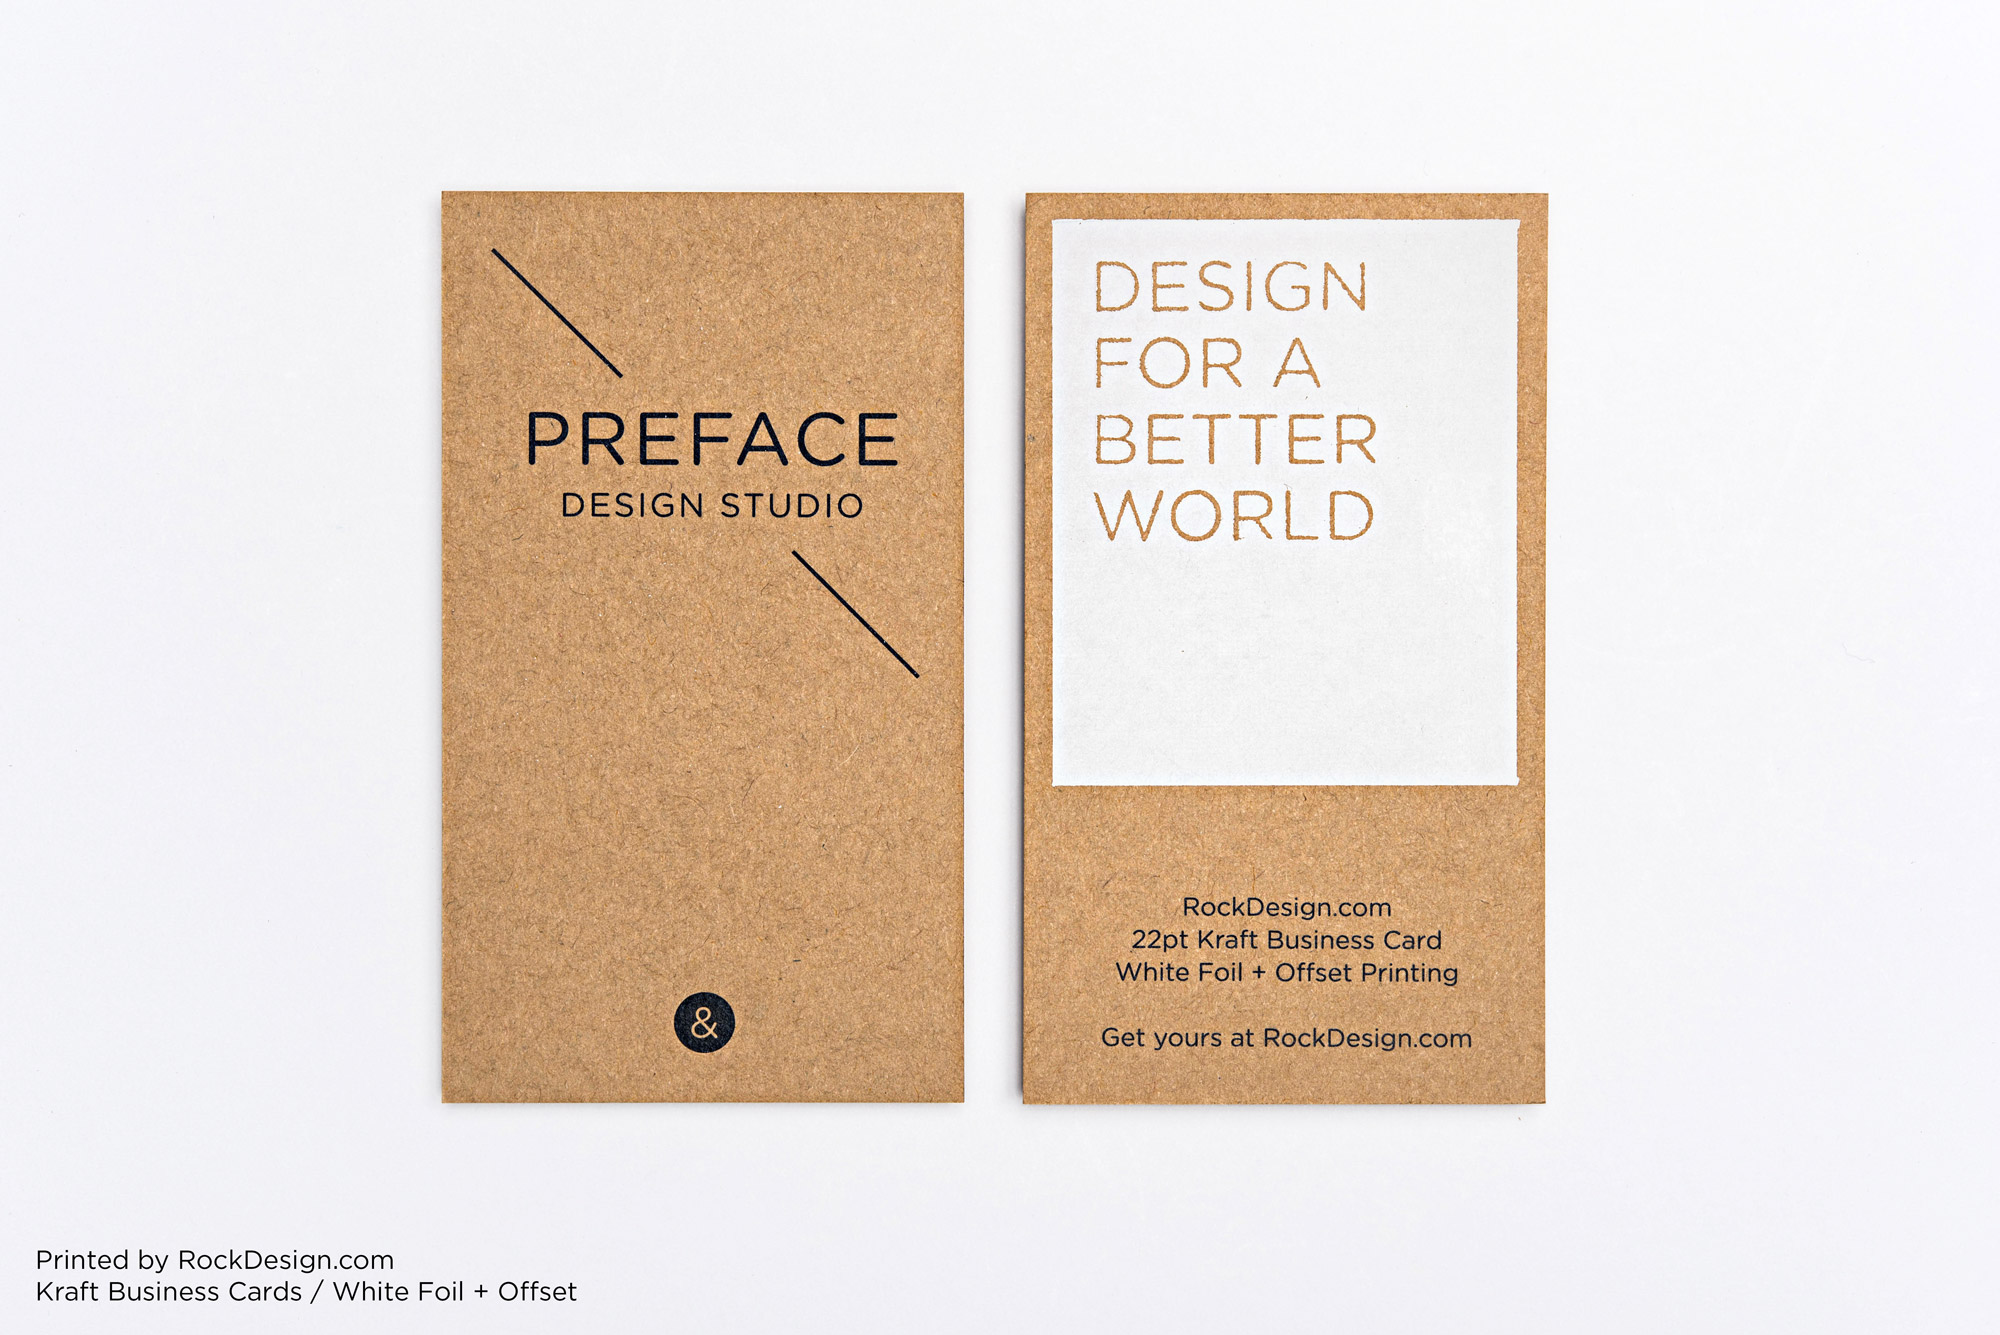 PREFACE
DESIGN STUDIO
&
DESIGN
FOR A
BETTER
WORLD
RockDesign.com
22pt Kraft Business Card
White Foil + Offset Printing
Get yours at RockDesign.com
Printed by RockDesign.com
Kraft Business Cards / White Foil + Offset